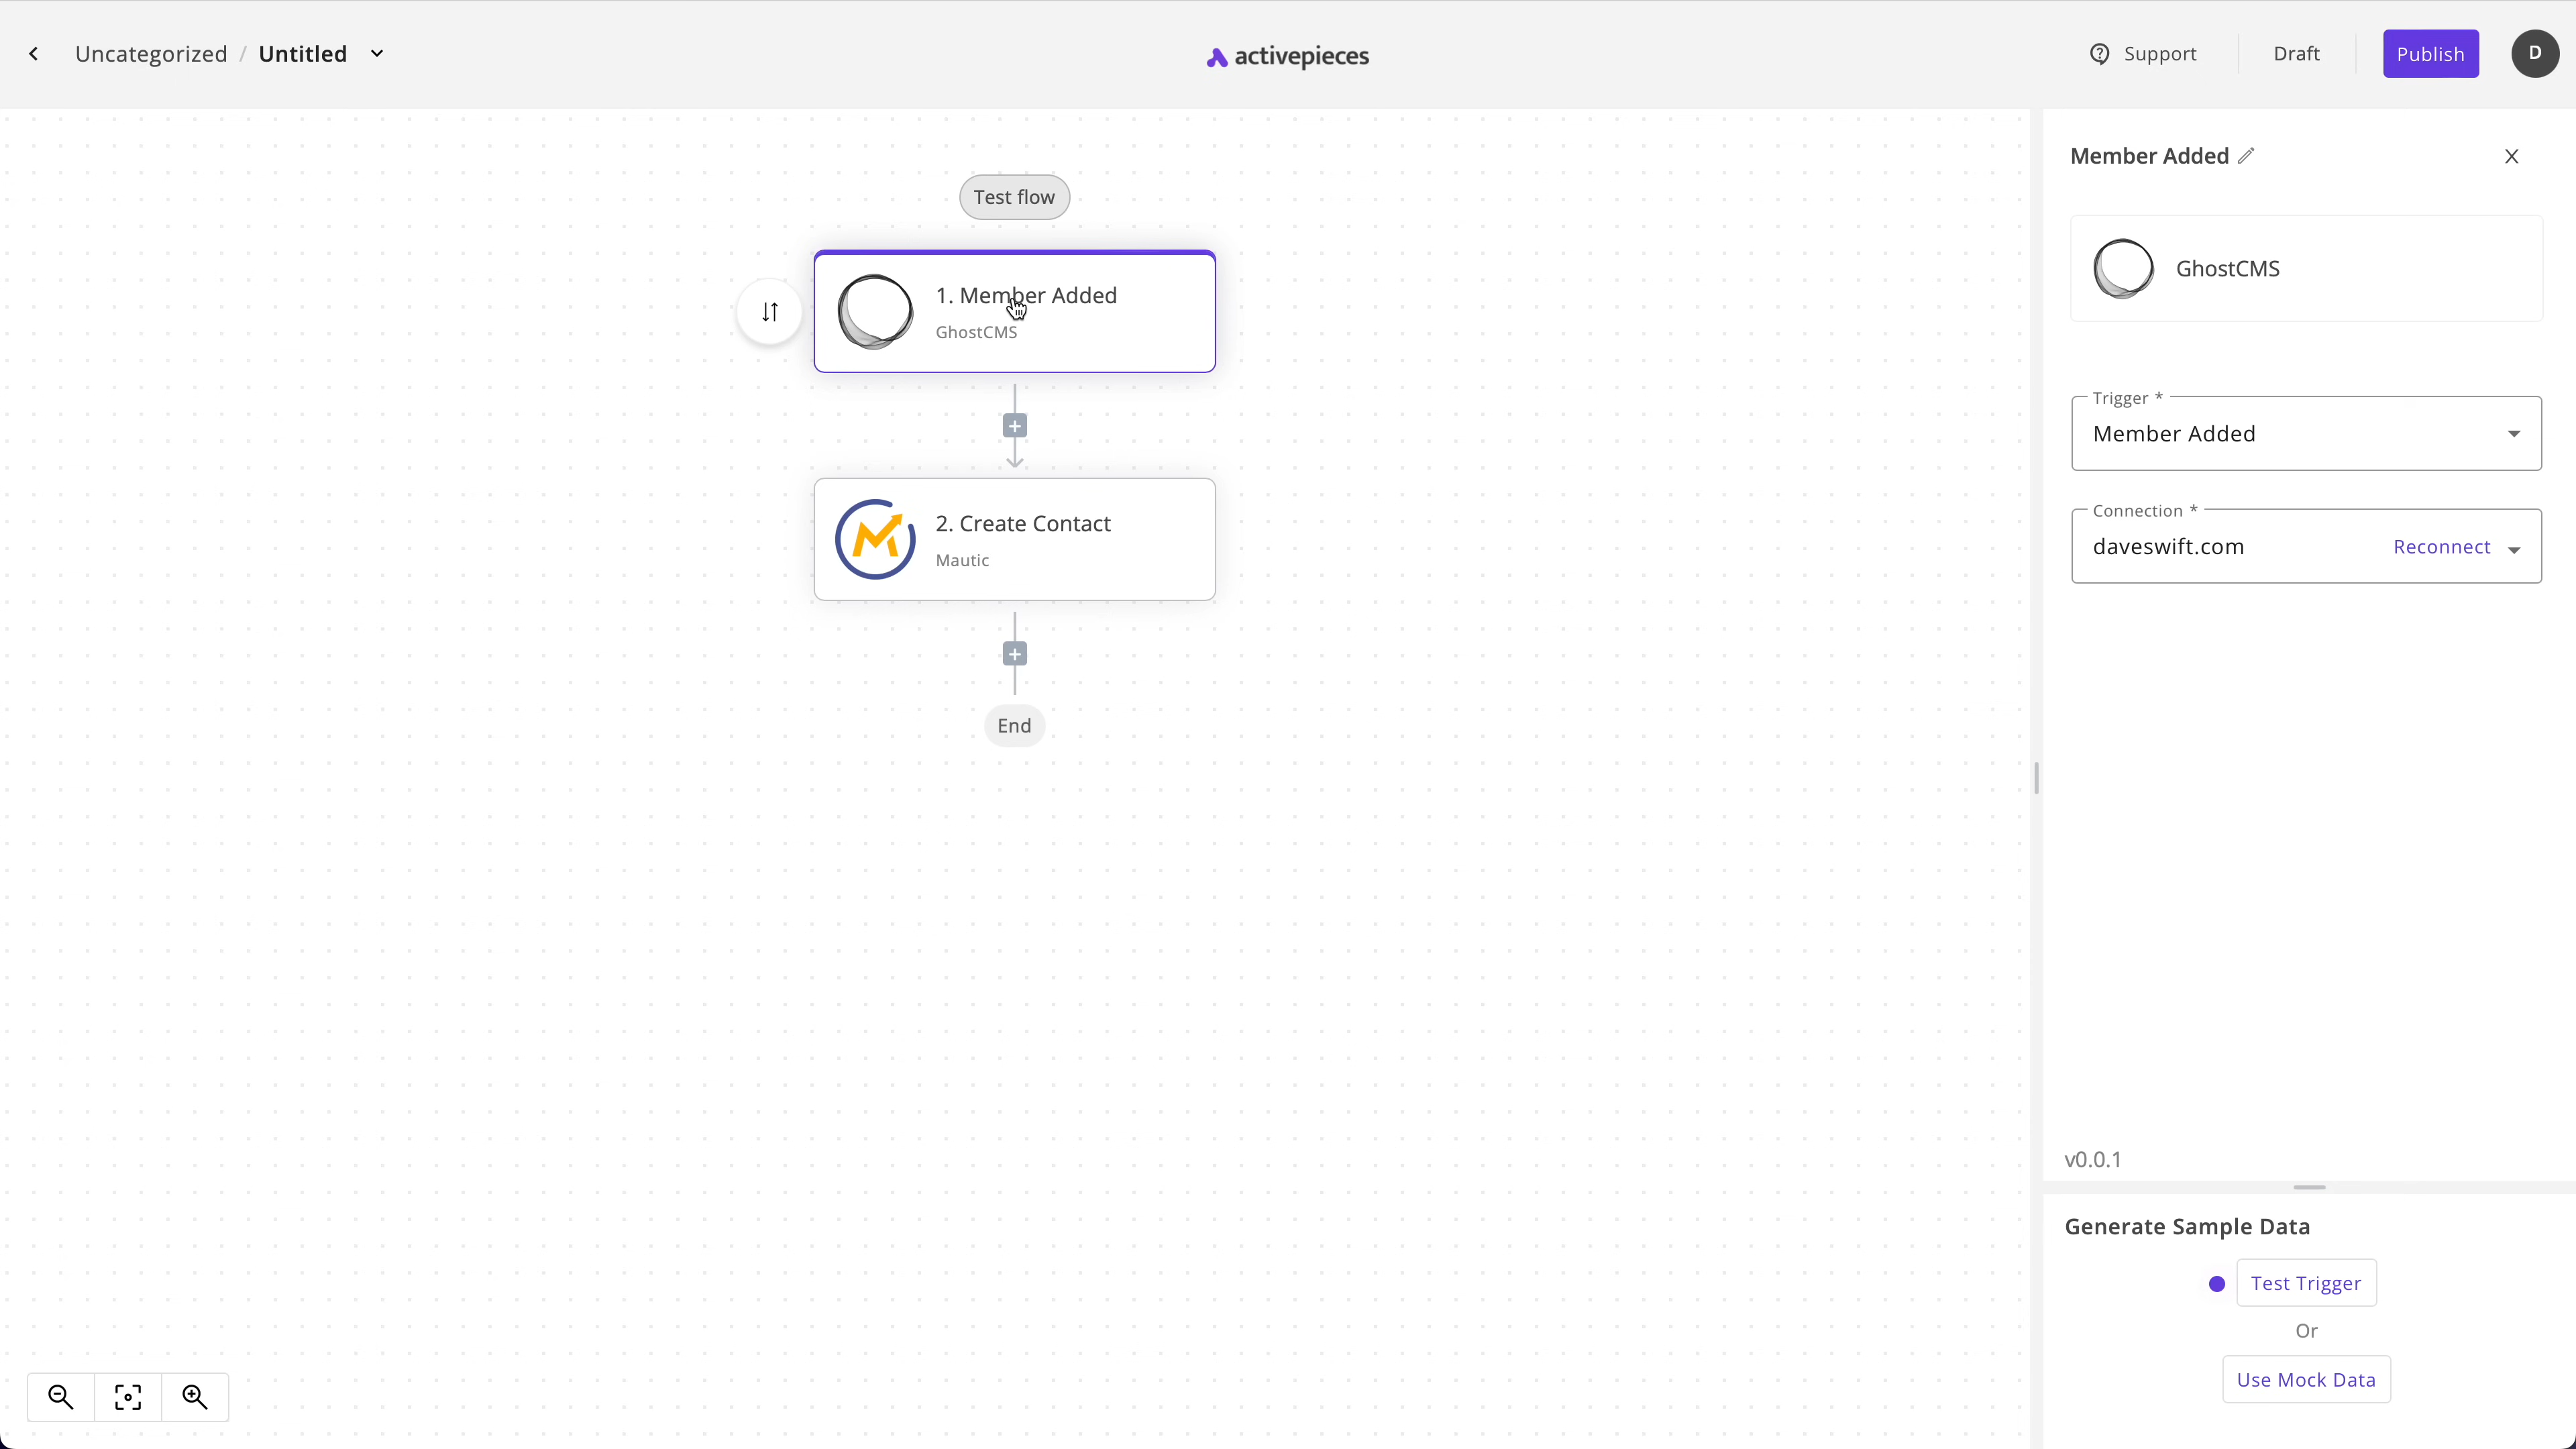 Uncategorized / Untitled
activepieces
Support
Draft
Publish
D
Test flow
1. Member Added
GhostCMS
2. Create Contact
Mautic
End
Member Added
GhostCMS
Trigger *
Member Added
Connection *
daveswift.com
Reconnect
v0.0.1
Generate Sample Data
Test Trigger
Or
Use Mock Data